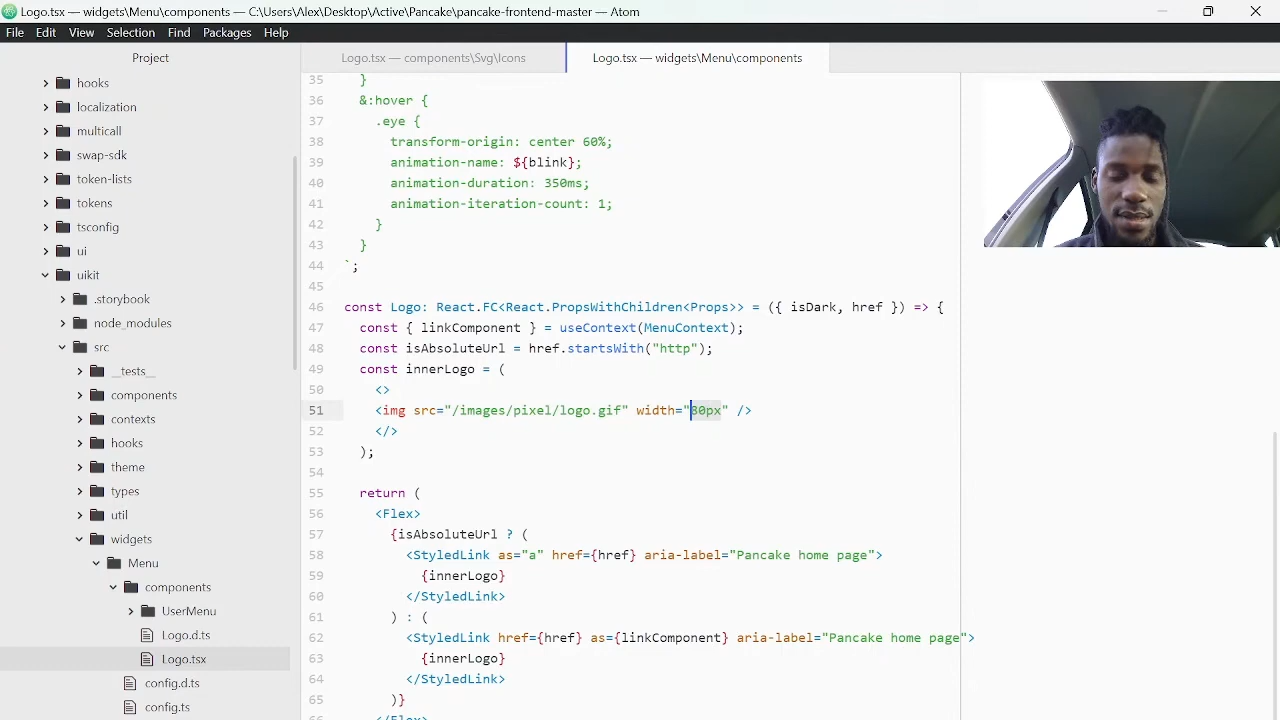 Logo.tsx — widgets\Menu\components — C:\Users\Alex\Desktop\Active\Pancake\pancake-frontend-master — Atom
File Edit View Selection Find Packages Help
Project
hooks
localization
multicall
swap-sdk
token-lists
tokens
tsconfig
ui
uikit
.storybook
node_modules
src
__tests__
components
contexts
hooks
theme
types
util
widgets
Menu
components
UserMenu
Logo.d.ts
Logo.tsx
config.d.ts
config.ts
Logo.tsx — components\Svg\Icons
Logo.tsx — widgets\Menu\components
35 }
36 &:hover {
37 .eye {
38 transform-origin: center 60%;
39 animation-name: ${blink};
40 animation-duration: 350ms;
41 animation-iteration-count: 1;
42 }
43 }
44 `;
45
46 const Logo: React.FC<React.PropsWithChildren<Props>> = ({ isDark, href }) => {
47 const { linkComponent } = useContext(MenuContext);
48 const isAbsoluteUrl = href.startsWith("http");
49 const innerLogo = (
50 <>
51 <img src="/images/pixel/logo.gif" width="80px" />
52 </>
53 );
54
55 return (
56 <Flex>
57 {isAbsoluteUrl ? (
58 <StyledLink as="a" href={href} aria-label="Pancake home page">
59 {innerLogo}
60 </StyledLink>
61 ) : (
62 <StyledLink href={href} as={linkComponent} aria-label="Pancake home page">
63 {innerLogo}
64 </StyledLink>
65 )}
66 </Flex>